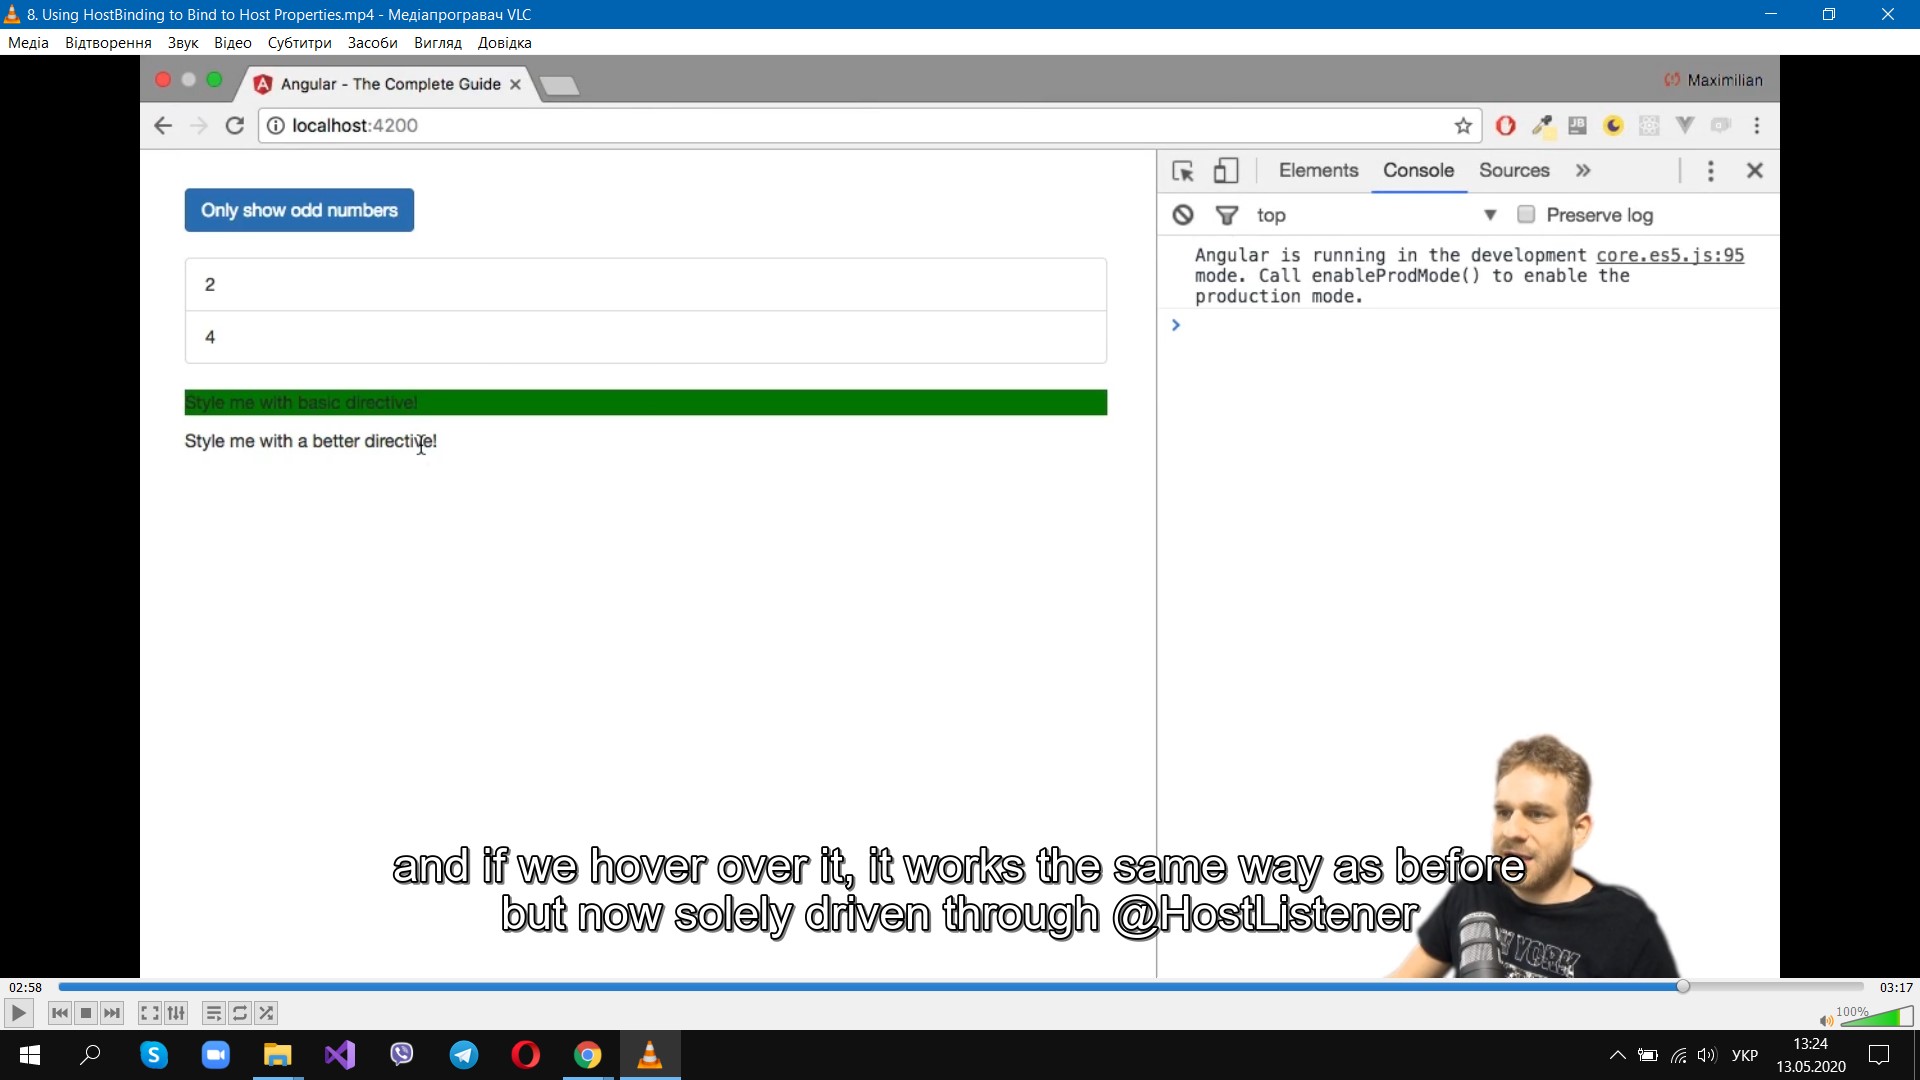 8. Using HostBinding to Bind to Host Properties.mp4 - Медіапрогравач VLC
Медіа Відтворення Звук Відео Субтитри Засоби Вигляд Довідка
Angular - The Complete Guide
Maximilian
localhost:4200
Elements Console Sources
top
Preserve log
Angular is running in the development core.es5.js:95
mode. Call enableProdMode() to enable the
production mode.
Only show odd numbers
2
4
Style me with basic directive!
Style me with a better directive!
and if we hover over it, it works the same way as before
but now solely driven through @HostListener
02:58
03:17
100%
УКР
13:24
13.05.2020